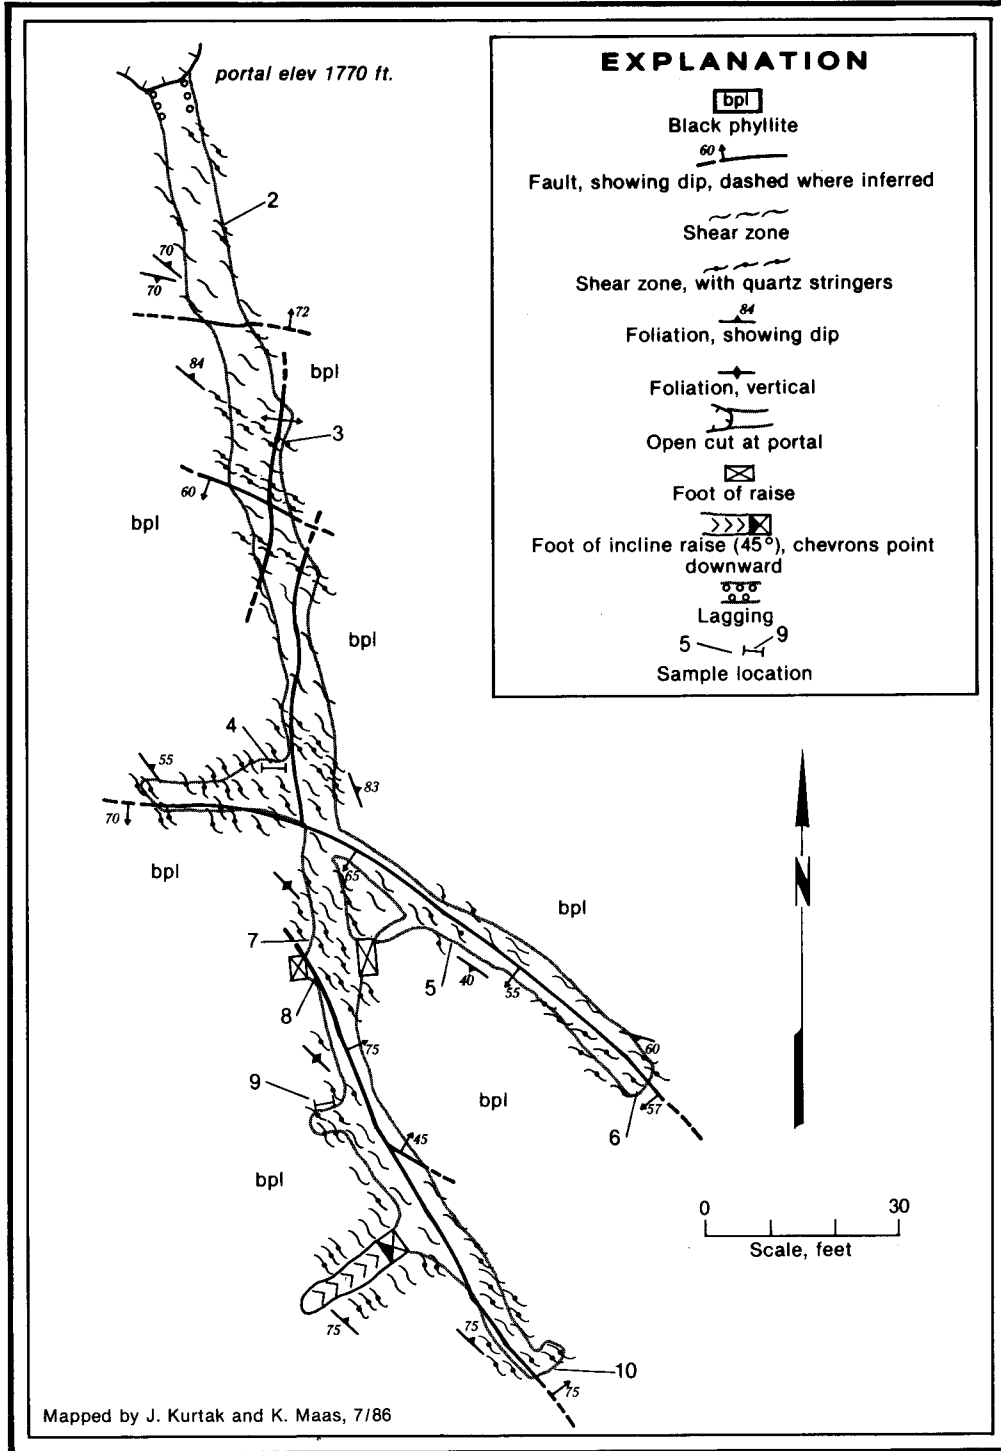 portal elev 1770 ft.
EXPLANATION
bpl
Black phyllite
60
Fault, showing dip, dashed where inferred
Shear zone
Shear zone, with quartz stringers
84
Foliation, showing dip
Foliation, vertical
Open cut at portal
Foot of raise
Foot of incline raise (45°), chevrons point
downward
Lagging
5
9
Sample location
2
70
70
72
84
bpl
3
60
bpl
bpl
4
55
83
70
65
bpl
bpl
7
5
40
55
8
75
60
9
bpl
57
6
45
bpl
75
75
10
75
N
0 30
Scale, feet
Mapped by J. Kurtak and K. Maas, 7/86